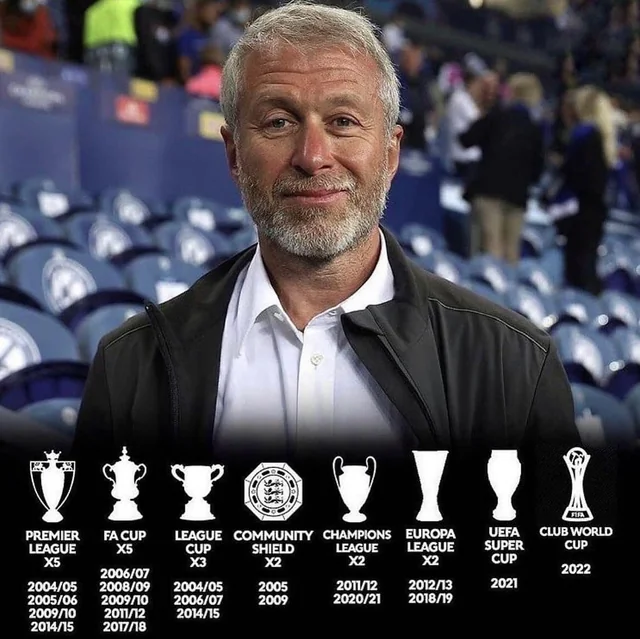 PREMIER
LEAGUE
X5
2004/05
2005/06
2009/10
2014/15
FA CUP
X5
2006/07
2008/09
2009/10
2011/12
2017/18
LEAGUE
CUP
X3
2004/05
2006/07
2014/15
COMMUNITY
SHIELD
X2
2005
2009
CHAMPIONS
LEAGUE
X2
2011/12
2020/21
EUROPA
LEAGUE
X2
2012/13
2018/19
UEFA
SUPER
CUP
2021
FIFA
CLUB WORLD
CUP
2022